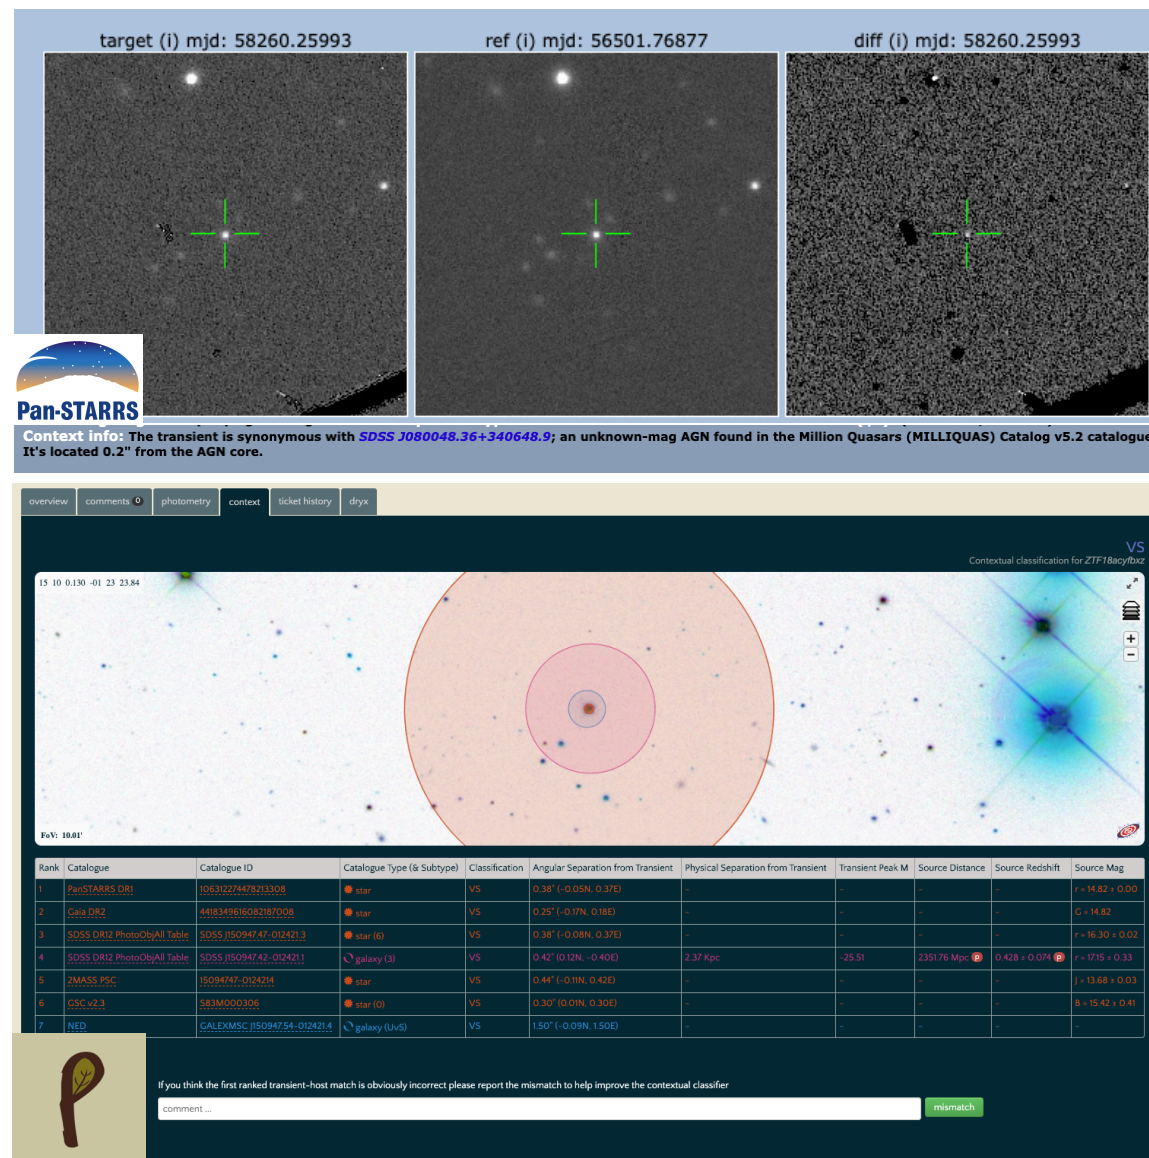 target (i) mjd: 58260.25993 ref (i) mjd: 56501.76877 diff (i) mjd: 58260.25993
Pan-STARRS
Context info: The transient is synonymous with SDSS J080048.36+340648.9; an unknown-mag AGN found in the Million Quasars (MILLIQUAS) Catalog v5.2 catalogue
It's located 0.2" from the AGN core.
overview comments 0 photometry context ticket history dryx
VS
Contextual classification for ZTF18acyfbxz
15 10 0.130 -01 23 23.84
+
−
FoV: 10.01'
Rank Catalogue Catalogue ID Catalogue Type (& Subtype) Classification Angular Separation from Transient Physical Separation from Transient Transient Peak M Source Distance Source Redshift Source Mag
1 PanSTARRS DR1 106312274478213308 star VS 0.38" (-0.05N, 0.37E) - - - - r = 14.82 ± 0.00
2 Gaia DR2 4418349616082187008 star VS 0.25" (-0.17N, 0.18E) - - - - G = 14.82
3 SDSS DR12 PhotoObjAll Table SDSS J150947.47-012421.3 star (6) VS 0.38" (-0.08N, 0.37E) - - - - r = 16.30 ± 0.02
4 SDSS DR12 PhotoObjAll Table SDSS J150947.42-012421.1 galaxy (3) VS 0.42" (0.12N, -0.40E) 2.37 Kpc -25.51 2351.76 Mpc P 0.428 ± 0.074 P r = 17.15 ± 0.33
5 2MASS PSC 15094747-0124214 star VS 0.44" (-0.11N, 0.42E) - - - - J = 13.68 ± 0.03
6 GSC v2.3 S83M000306 star (0) VS 0.30" (0.01N, 0.30E) - - - - B = 15.42 ± 0.41
7 NED GALEXMSC J150947.54-012421.4 galaxy (UvS) VS 1.50" (-0.09N, 1.50E) - - - - -
If you think the first ranked transient-host match is obviously incorrect please report the mismatch to help improve the contextual classifier
comment ... mismatch